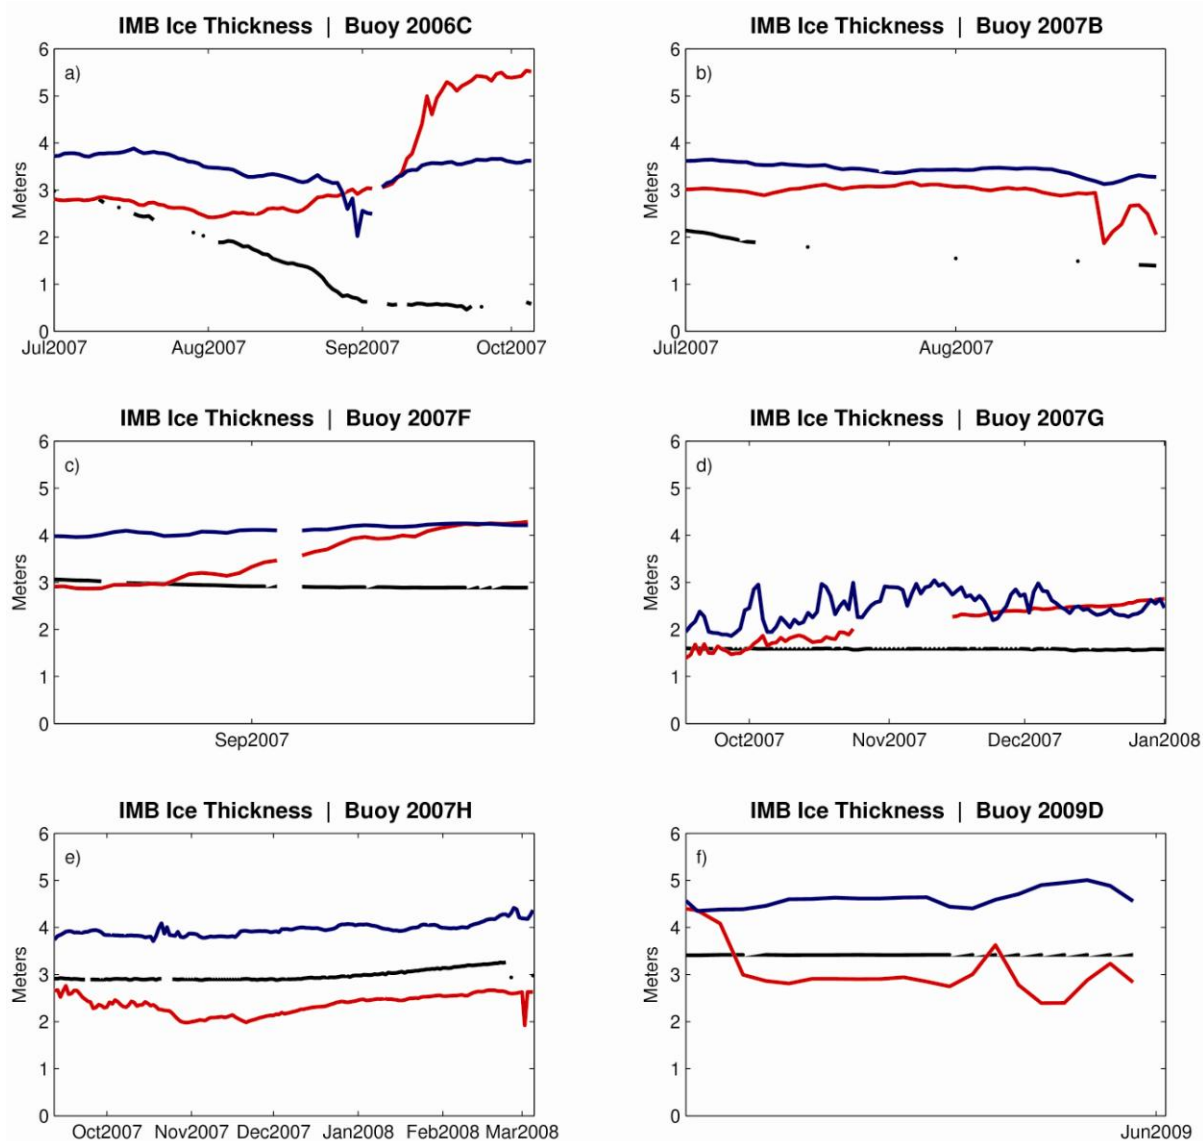 IMB Ice Thickness | Buoy 2006C
6
a)
5
4
Meters
3
2
1
0
Jul2007 Aug2007 Sep2007 Oct2007
IMB Ice Thickness | Buoy 2007B
6
b)
5
4
Meters
3
2
1
0
Jul2007 Aug2007
IMB Ice Thickness | Buoy 2007F
6
c)
5
4
Meters
3
2
1
0
Sep2007
IMB Ice Thickness | Buoy 2007G
6
d)
5
4
Meters
3
2
1
0
Oct2007 Nov2007 Dec2007 Jan2008
IMB Ice Thickness | Buoy 2007H
6
e)
5
4
Meters
3
2
1
0
Oct2007 Nov2007 Dec2007 Jan2008 Feb2008 Mar2008
IMB Ice Thickness | Buoy 2009D
6
f)
5
4
Meters
3
2
1
0
Jun2009